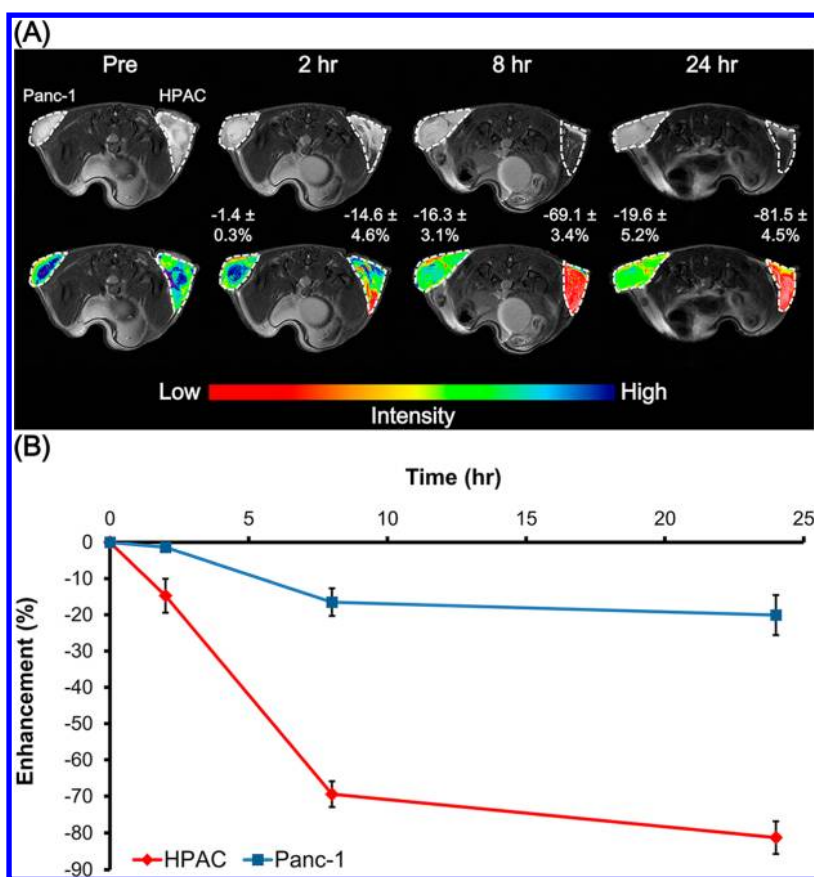 (A)
Pre 2 hr 8 hr 24 hr
Panc-1 HPAC
-1.4 ± -14.6 ± -16.3 ± -69.1 ± -19.6 ± -81.5 ±
0.3% 4.6% 3.1% 3.4% 5.2% 4.5%
Low High
Intensity
(B)
Time (hr)
0 5 10 15 20 25
0
-10
-20
-30
-40
-50
-60
-70
-80
-90
Enhancement (%)
HPAC Panc-1